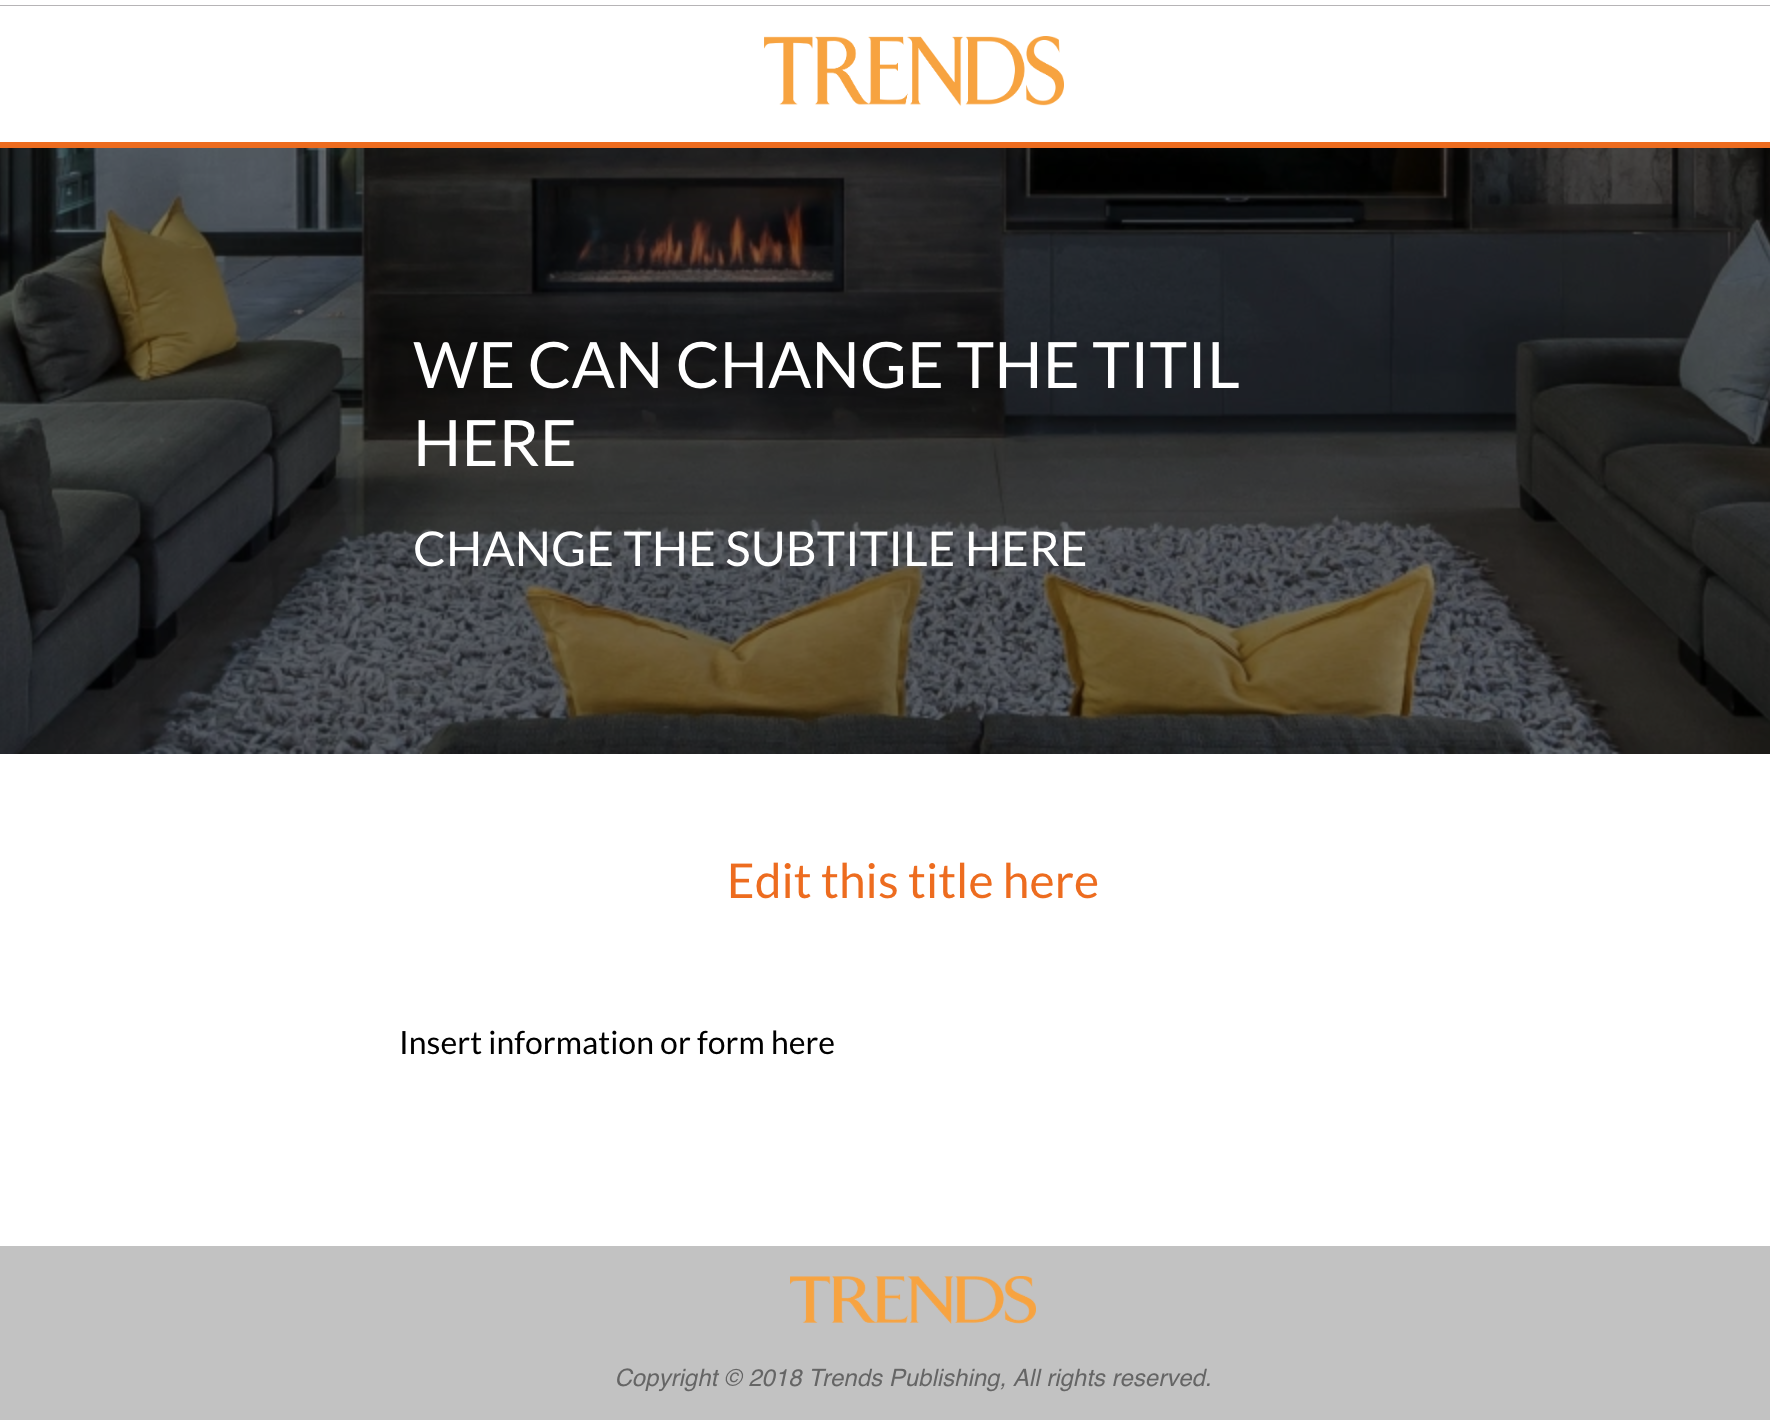 TRENDS
WE CAN CHANGE THE TITIL
HERE
CHANGE THE SUBTITILE HERE
Edit this title here
Insert information or form here
TRENDS
Copyright © 2018 Trends Publishing, All rights reserved.